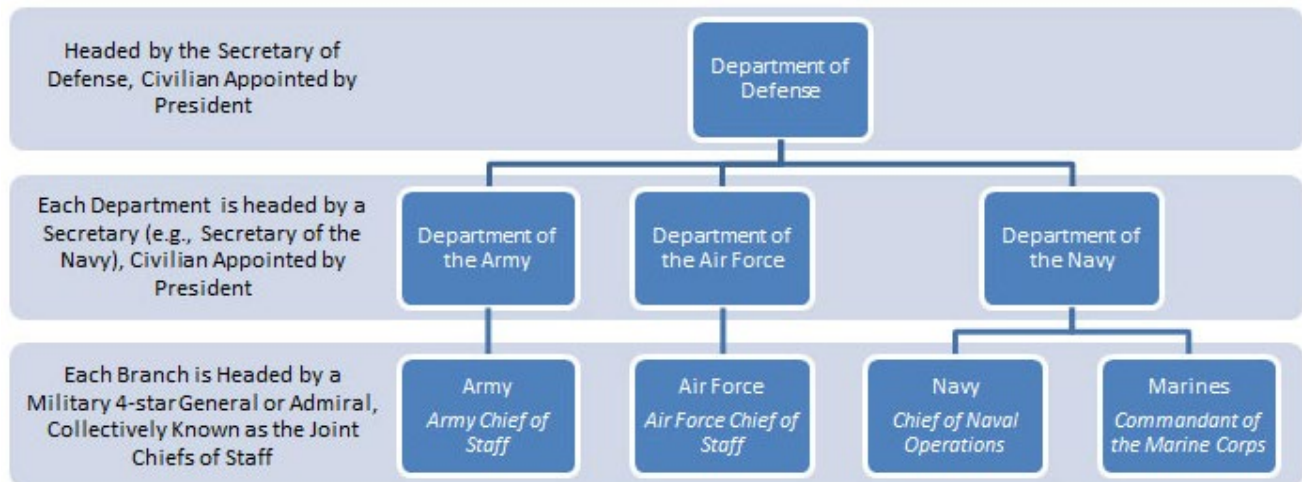 Headed by the Secretary of
Defense, Civilian Appointed by
President
Department of
Defense
Each Department is headed by a
Secretary (e.g., Secretary of the
Navy), Civilian Appointed by
President
Department of
the Army
Department of
the Air Force
Department of
the Navy
Each Branch is Headed by a
Military 4-star General or Admiral,
Collectively Known as the Joint
Chiefs of Staff
Army
Army Chief of
Staff
Air Force
Air Force Chief of
Staff
Navy
Chief of Naval
Operations
Marines
Commandant of
the Marine Corps